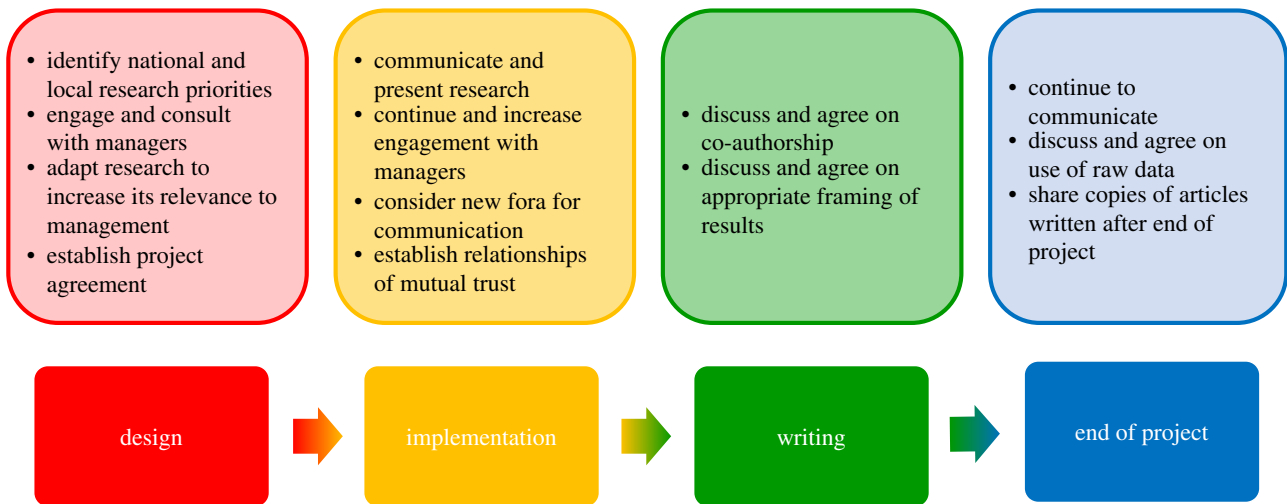 • identify national and
local research priorities
• engage and consult
with managers
• adapt research to
increase its relevance to
management
• establish project
agreement
• communicate and
present research
• continue and increase
engagement with
managers
• consider new fora for
communication
• establish relationships
of mutual trust
• discuss and agree on
co-authorship
• discuss and agree on
appropriate framing of
results
• continue to
communicate
• discuss and agree on
use of raw data
• share copies of articles
written after end of
project
design
implementation
writing
end of project